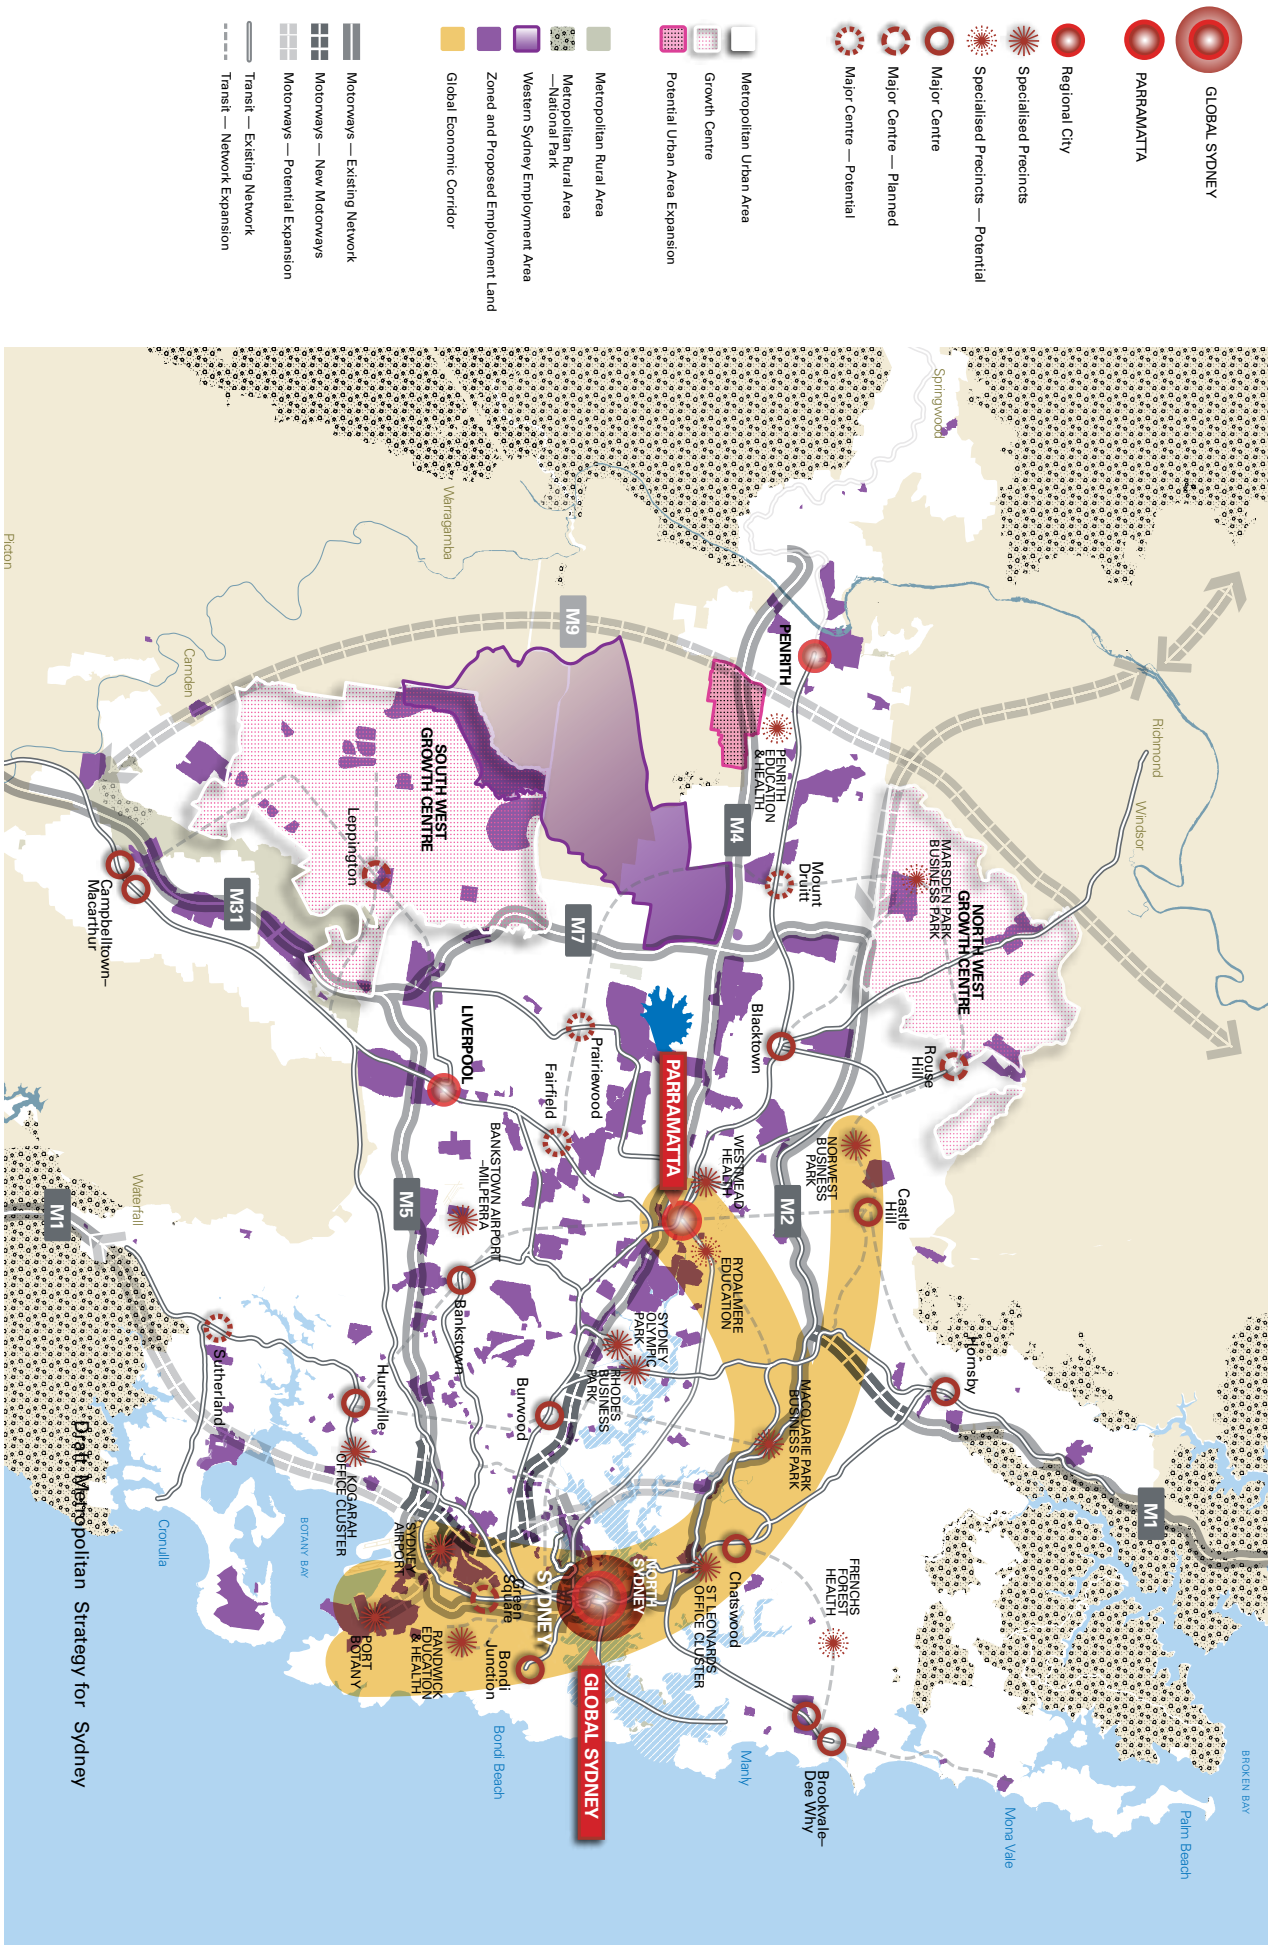 GLOBAL SYDNEY
PARRAMATTA
Regional City
Specialised Precincts
Specialised Precincts — Potential
Major Centre
Major Centre — Planned
Major Centre — Potential
Metropolitan Urban Area
Growth Centre
Potential Urban Area Expansion
Metropolitan Rural Area
Metropolitan Rural Area
—National Park
Western Sydney Employment Area
Zoned and Proposed Employment Land
Global Economic Corridor
Motorways — Existing Network
Motorways — New Motorways
Motorways — Potential Expansion
Transit — Existing Network
Transit — Network Expansion
Springwood
Warragamba
Picton
Camden
Richmond
Windsor
M9
PENRITH
PENRITH
EDUCATION
& HEALTH
M4
Mount
Druitt
MARSDEN PARK
BUSINESS PARK
NORTH WEST
GROWTH CENTRE
SOUTH WEST
GROWTH CENTRE
Leppington
M31
M7
Campbelltown–
Macarthur
LIVERPOOL
Prairiewood
Fairfield
Blacktown
Rouse
Hill
PARRAMATTA
WESTMEAD
HEALTH
NORWEST
BUSINESS
PARK
Castle
Hill
M2
M5
M1
Waterfall
BANKSTOWN AIRPORT
–MILPERRA
Bankstown
RYDALMERE
EDUCATION
SYDNEY
OLYMPIC
PARK
RHODES
BUSINESS
PARK
Burwood
MACQUARIE PARK
BUSINESS PARK
Hornsby
M1
Sutherland
Hurstville
KOGARAH
OFFICE CLUSTER
Cronulla
BOTANY BAY
SYDNEY
AIRPORT
Green
Square
SYDNEY
NORTH
SYDNEY
ST LEONARDS
OFFICE CLUSTER
Chatswood
FRENCHS
FOREST
HEALTH
PORT
BOTANY
RANDWICK
EDUCATION
& HEALTH
Bondi
Junction
GLOBAL SYDNEY
Bondi Beach
Manly
Brookvale–
Dee Why
Mona Vale
Palm Beach
BROKEN BAY
Draft Metropolitan Strategy for Sydney